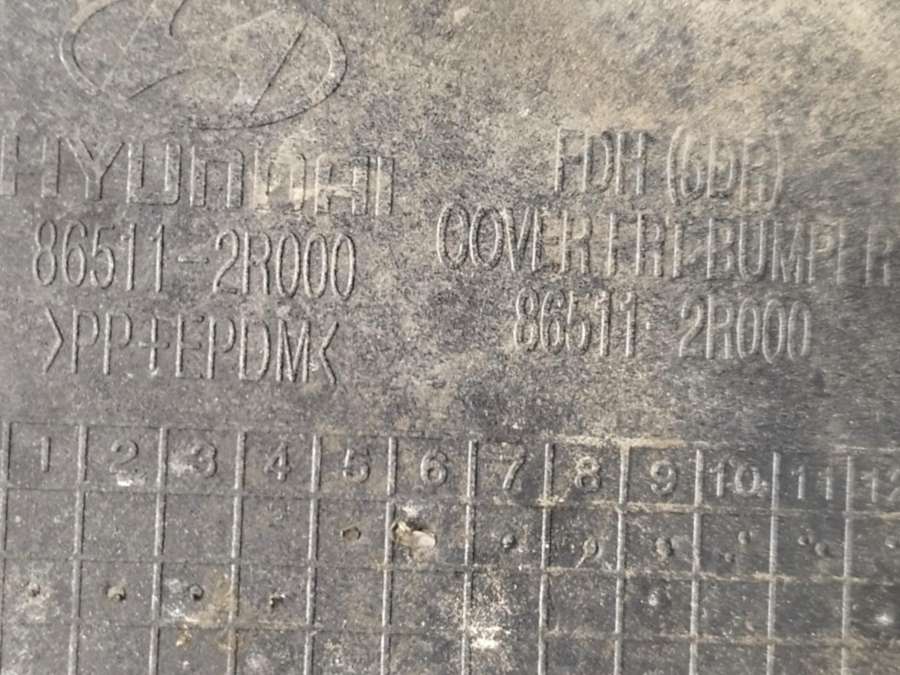 HYUNDAI
86511-2R000
>PP+EPDM<
FDH (5DR)
COVER FRT BUMPER
86511-2R000
1 2 3 4 5 6 7 8 9 10 11 12